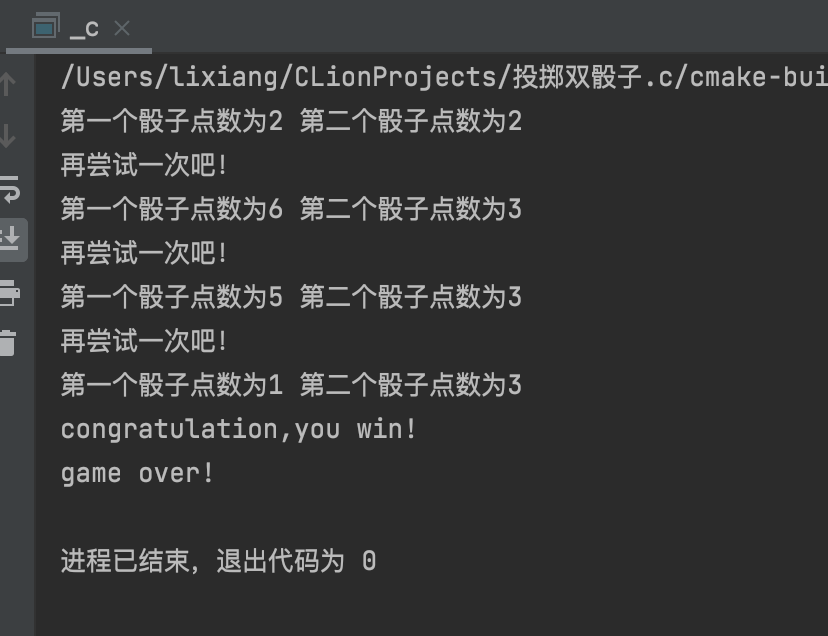 _c
/Users/lixiang/CLionProjects/投掷双骰子.c/cmake-bui
第一个骰子点数为2 第二个骰子点数为2
再尝试一次吧!
第一个骰子点数为6 第二个骰子点数为3
再尝试一次吧!
第一个骰子点数为5 第二个骰子点数为3
再尝试一次吧!
第一个骰子点数为1 第二个骰子点数为3
congratulation,you win!
game over!
进程已结束，退出代码为 0